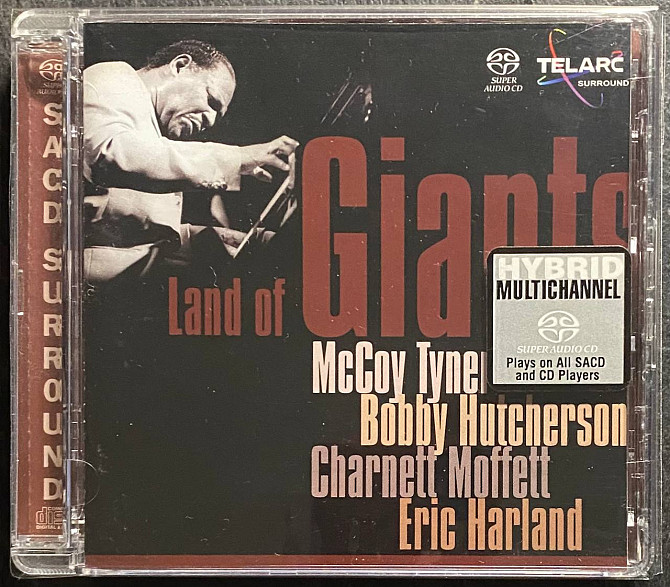 SUPER
AUDIO CD
TELARC
SURROUND
SACD SURROUND
Land of Giants
HYBRID
MULTICHANNEL
SUPER AUDIO CD
Plays on All SACD
and CD Players
McCoy Tyner
Bobby Hutcherson
Charnett Moffett
Eric Harland